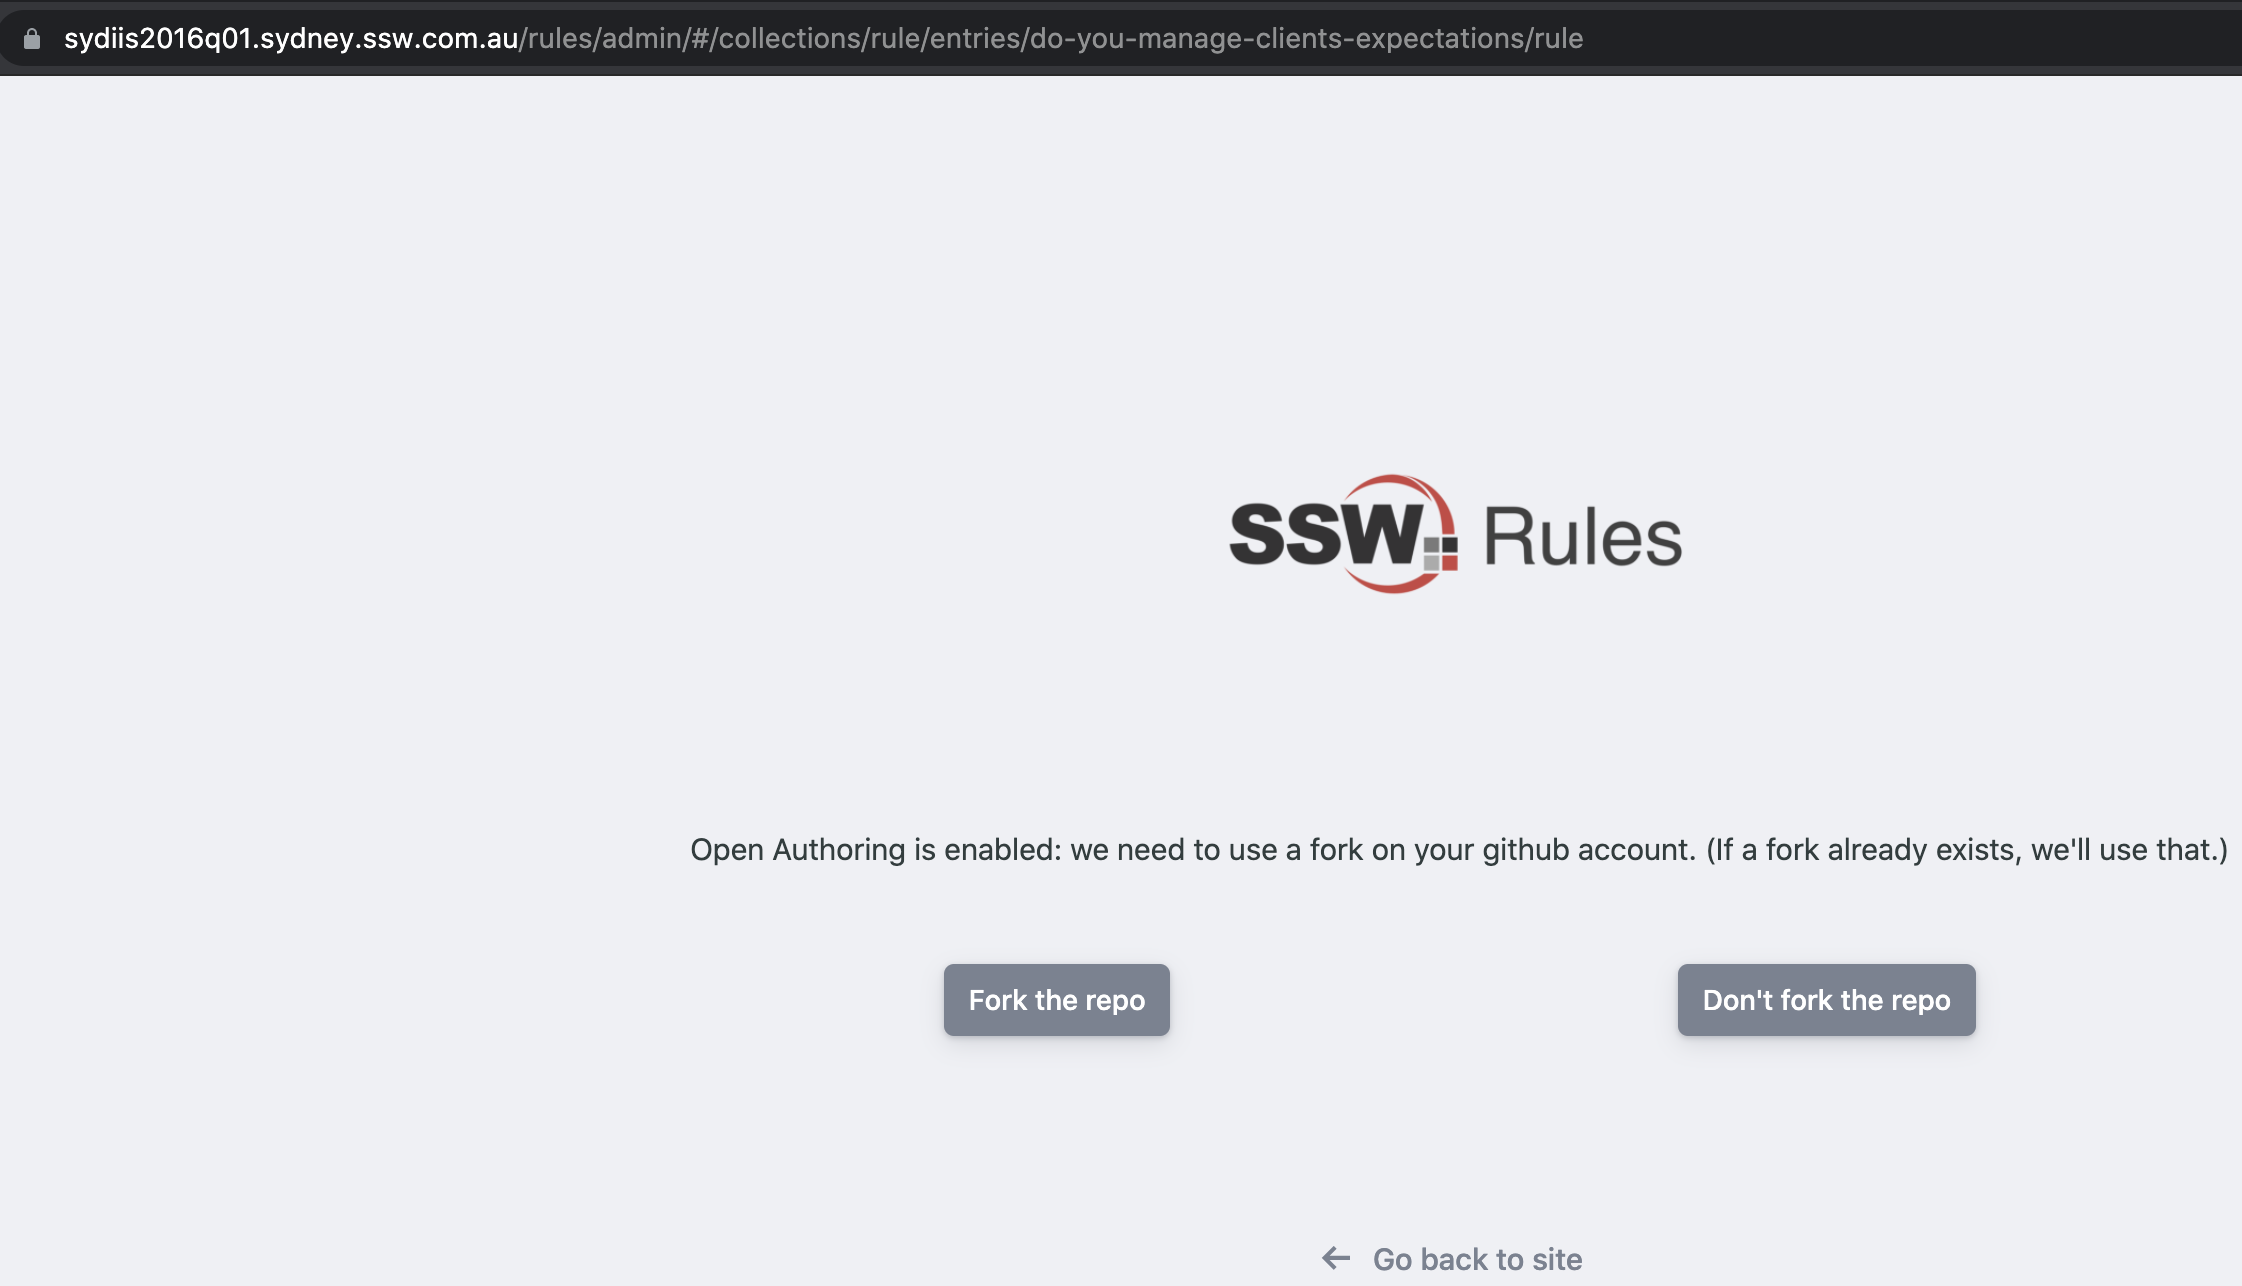 sydiis2016q01.sydney.ssw.com.au/rules/admin/#/collections/rule/entries/do-you-manage-clients-expectations/rule
SSW Rules
Open Authoring is enabled: we need to use a fork on your github account. (If a fork already exists, we'll use that.)
Fork the repo
Don't fork the repo
Go back to site